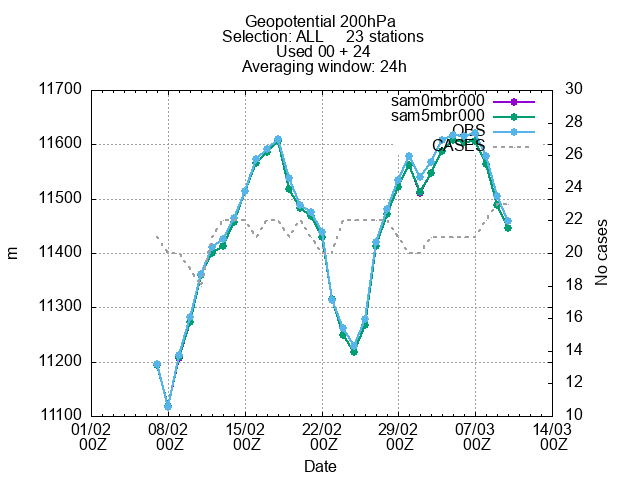 Geopotential 200hPa
Selection: ALL 23 stations
Used 00 + 24
Averaging window: 24h
11700
11600
11500
11400
11300
11200
11100
m
30
28
26
24
22
20
18
16
14
12
10
No cases
sam0mbr000
sam5mbr000
OBS
CASES
01/02 08/02 15/02 22/02 29/02 07/03 14/03
00Z 00Z 00Z 00Z 00Z 00Z 00Z
Date